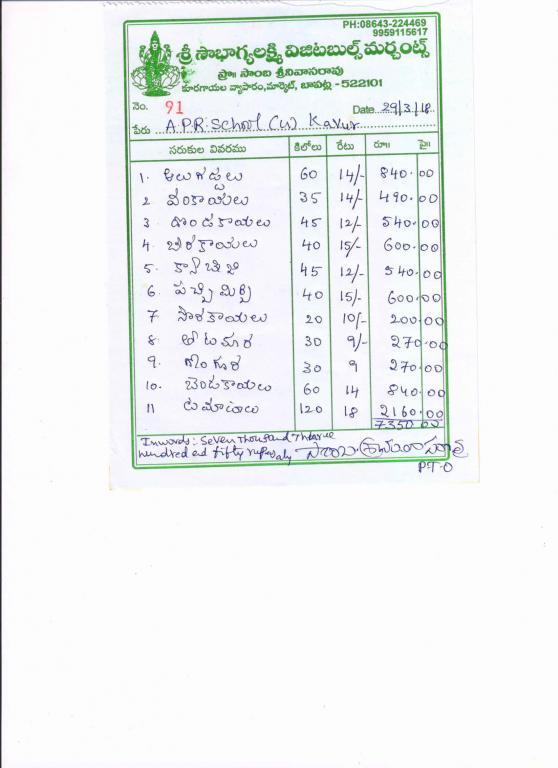 PH:08643-224469
9959115617
శ్రీ సౌభాగ్యలక్ష్మి విజిటబుల్స్ మర్చంట్స్
ప్రొ॥ సాంబ శ్రీనివాసరావు
కూరగాయల వ్యాపారం, మార్కెట్, బాపట్ల - 522101
నెం. 91 Date 29/3/18
పేరు A.P.R. School (G) Kavur
సరుకుల వివరము కిలోలు రేటు రూ॥ పై॥
1. ఆలుగడ్డలు 60 14/- 840.00
2 వంకాయలు 35 14/- 490.00
3 దొండకాయలు 45 12/- 540.00
4. బీరకాయలు 40 15/- 600.00
5. క్యాబేజి 45 12/- 540.00
6. పచ్చిమిర్చి 40 15/- 600.00
7 సొరకాయలు 20 10/- 200.00
8 తోటకూర 30 9/- 270.00
9. గోంగూర 30 9 270.00
10. బెండకాయలు 60 14 840.00
11 టమాటాలు 120 18 2160.00
7350 00
Inwords: Seven Thousand Tharee
hundred and fifty rupes only
P.T.O